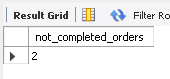 Result Grid Filter Ro
not_completed_orders
2